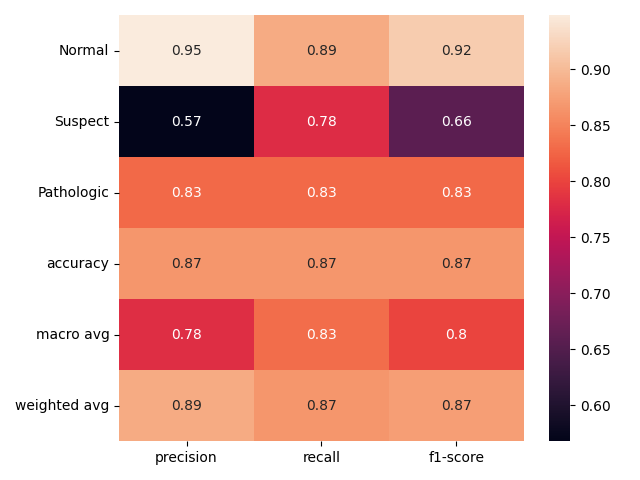 Normal 0.95 0.89 0.92
0.90
Suspect 0.57 0.78 0.66
0.85
Pathologic 0.83 0.83 0.83
0.80
accuracy 0.87 0.87 0.87
0.75
0.70
macro avg 0.78 0.83 0.8
0.65
weighted avg 0.89 0.87 0.87
0.60
precision recall f1-score